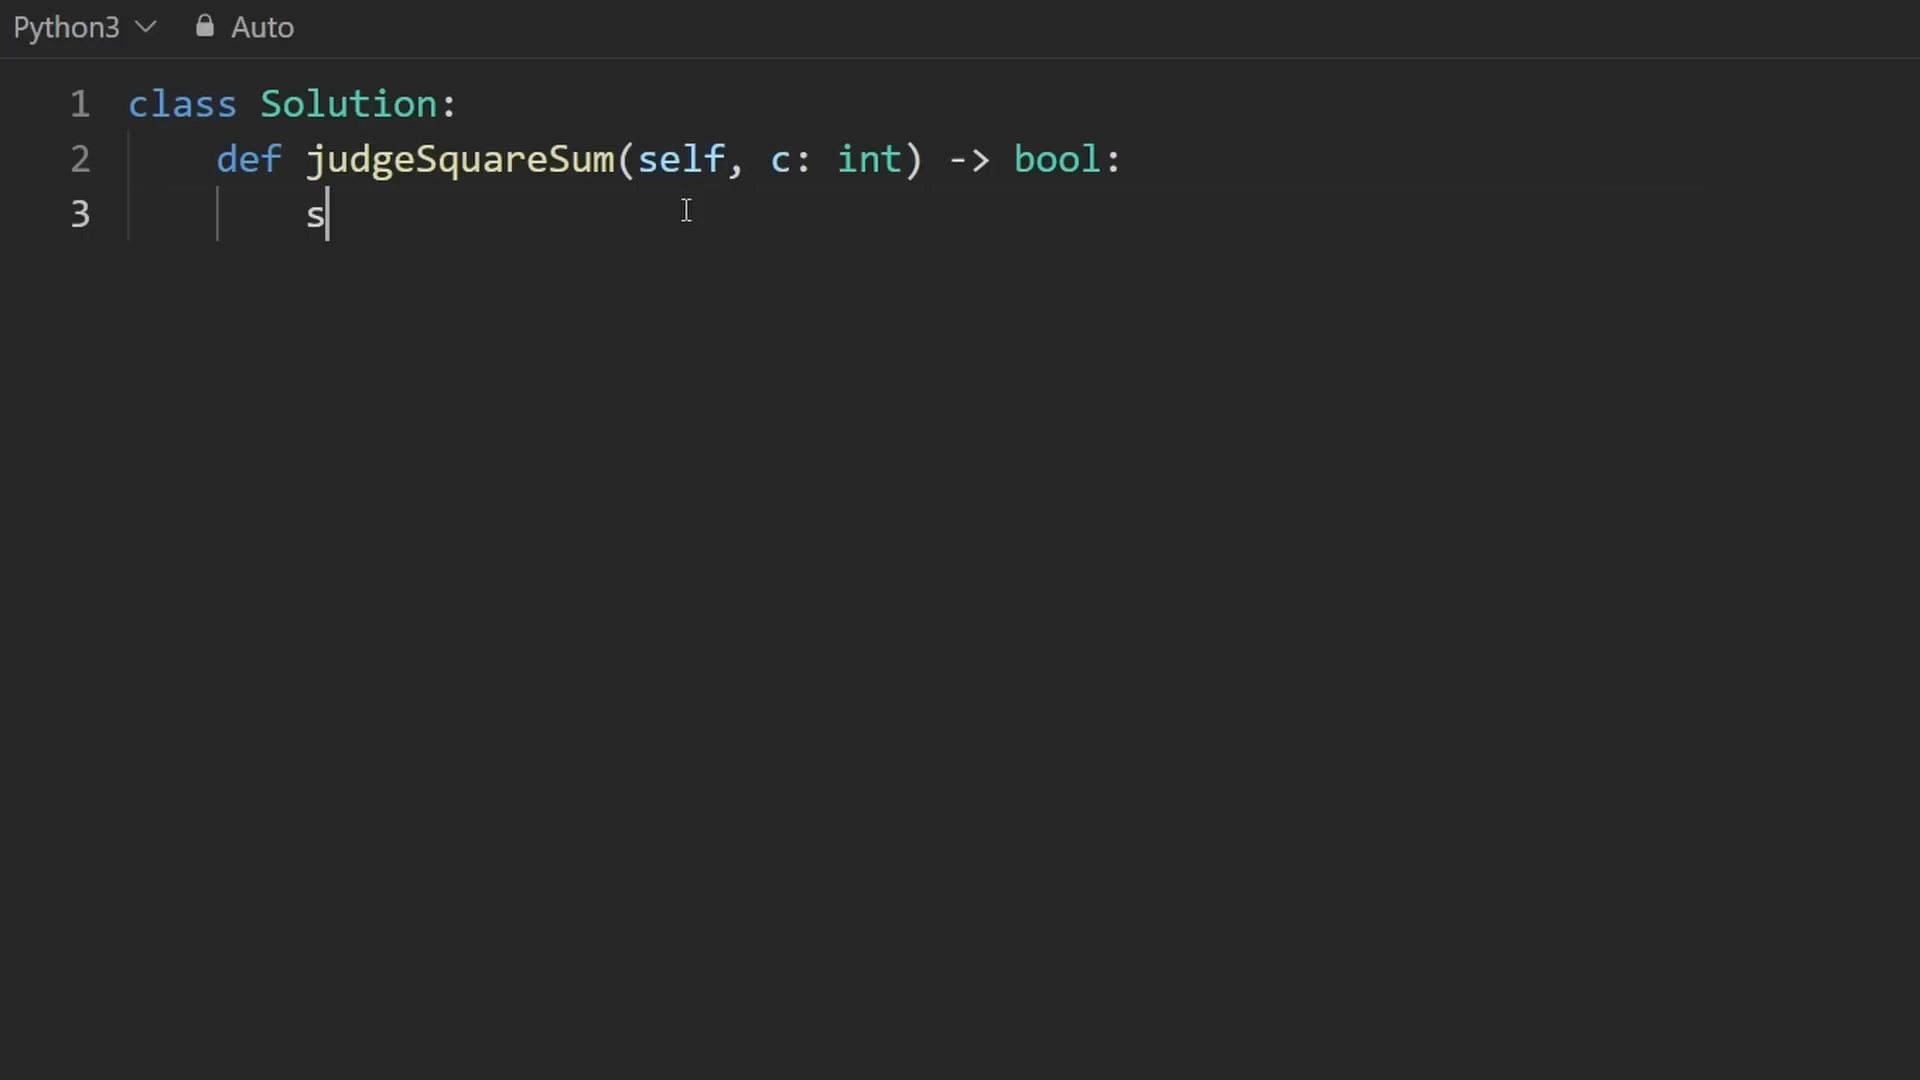 Python3 Auto
1 class Solution:
2 def judgeSquareSum(self, c: int) -> bool:
3 s